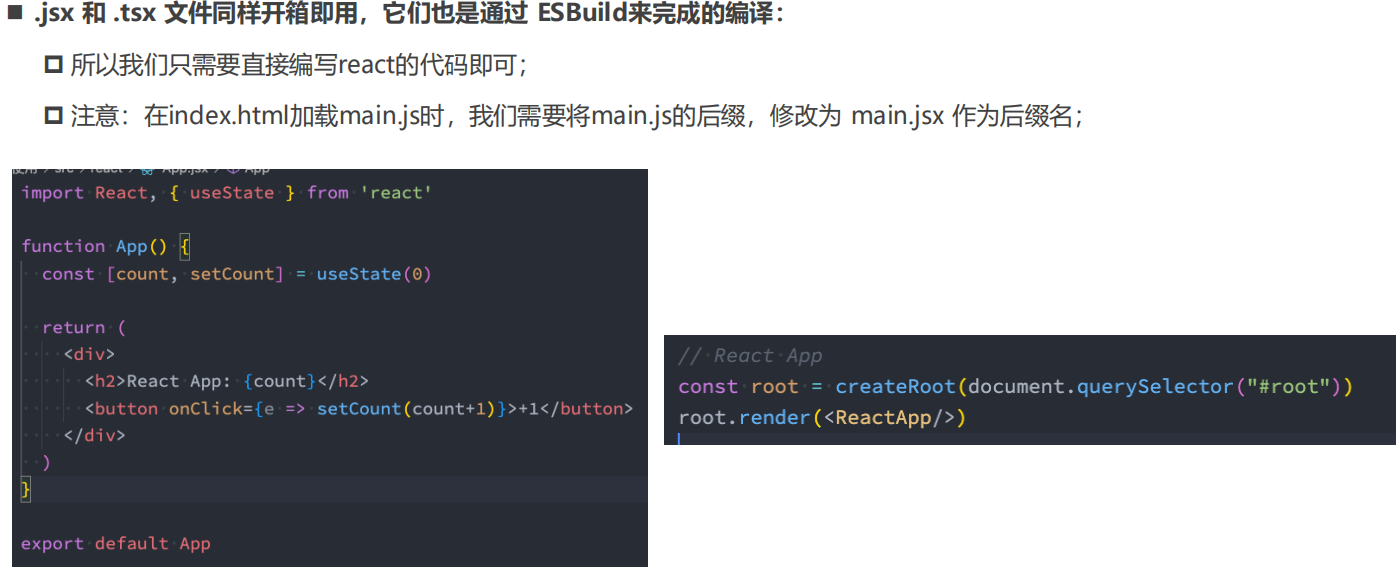 .jsx 和 .tsx 文件同样开箱即用，它们也是通过 ESBuild来完成的编译：
所以我们只需要直接编写react的代码即可；
注意：在index.html加载main.js时，我们需要将main.js的后缀，修改为 main.jsx 作为后缀名；
import React, { useState } from 'react'
function App() {
const [count, setCount] = useState(0)
return (
<div>
<h2>React App: {count}</h2>
<button onClick={e => setCount(count+1)}>+1</button>
</div>
)
}
export default App
// React App
const root = createRoot(document.querySelector("#root"))
root.render(<ReactApp/>)